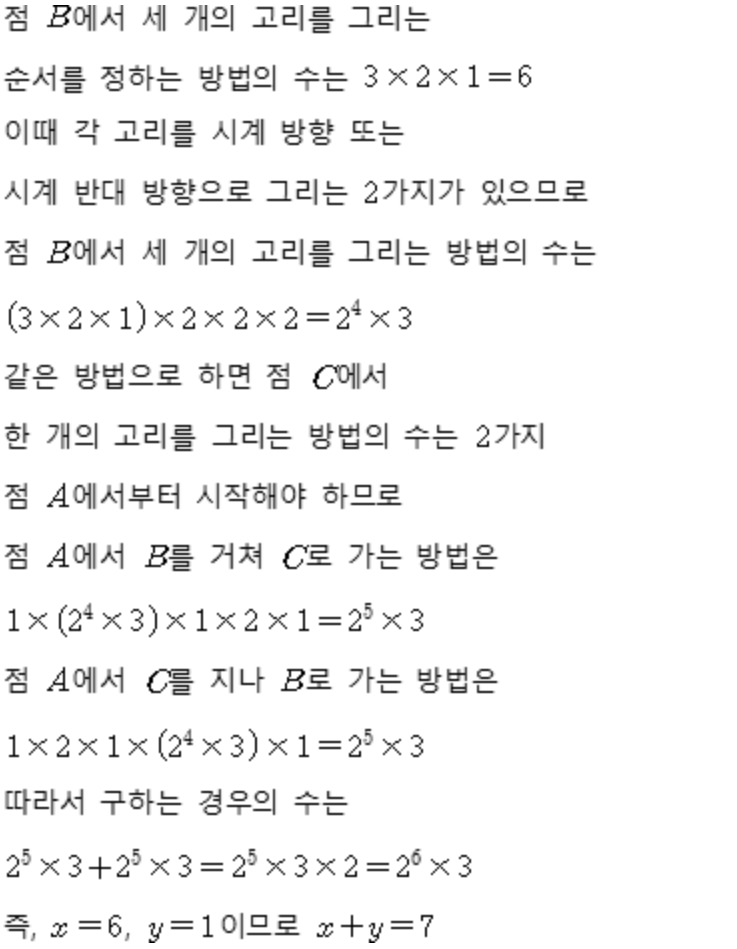 점 B에서 세 개의 고리를 그리는
순서를 정하는 방법의 수는 3×2×1=6
이때 각 고리를 시계 방향 또는
시계 반대 방향으로 그리는 2가지가 있으므로
점 B에서 세 개의 고리를 그리는 방법의 수는
(3×2×1)×2×2×2=2⁴×3
같은 방법으로 하면 점 C에서
한 개의 고리를 그리는 방법의 수는 2가지
점 A에서부터 시작해야 하므로
점 A에서 B를 거쳐 C로 가는 방법은
1×(2⁴×3)×1×2×1=2⁵×3
점 A에서 C를 지나 B로 가는 방법은
1×2×1×(2⁴×3)×1=2⁵×3
따라서 구하는 경우의 수는
2⁵×3+2⁵×3=2⁵×3×2=2⁶×3
즉, x=6, y=1이므로 x+y=7